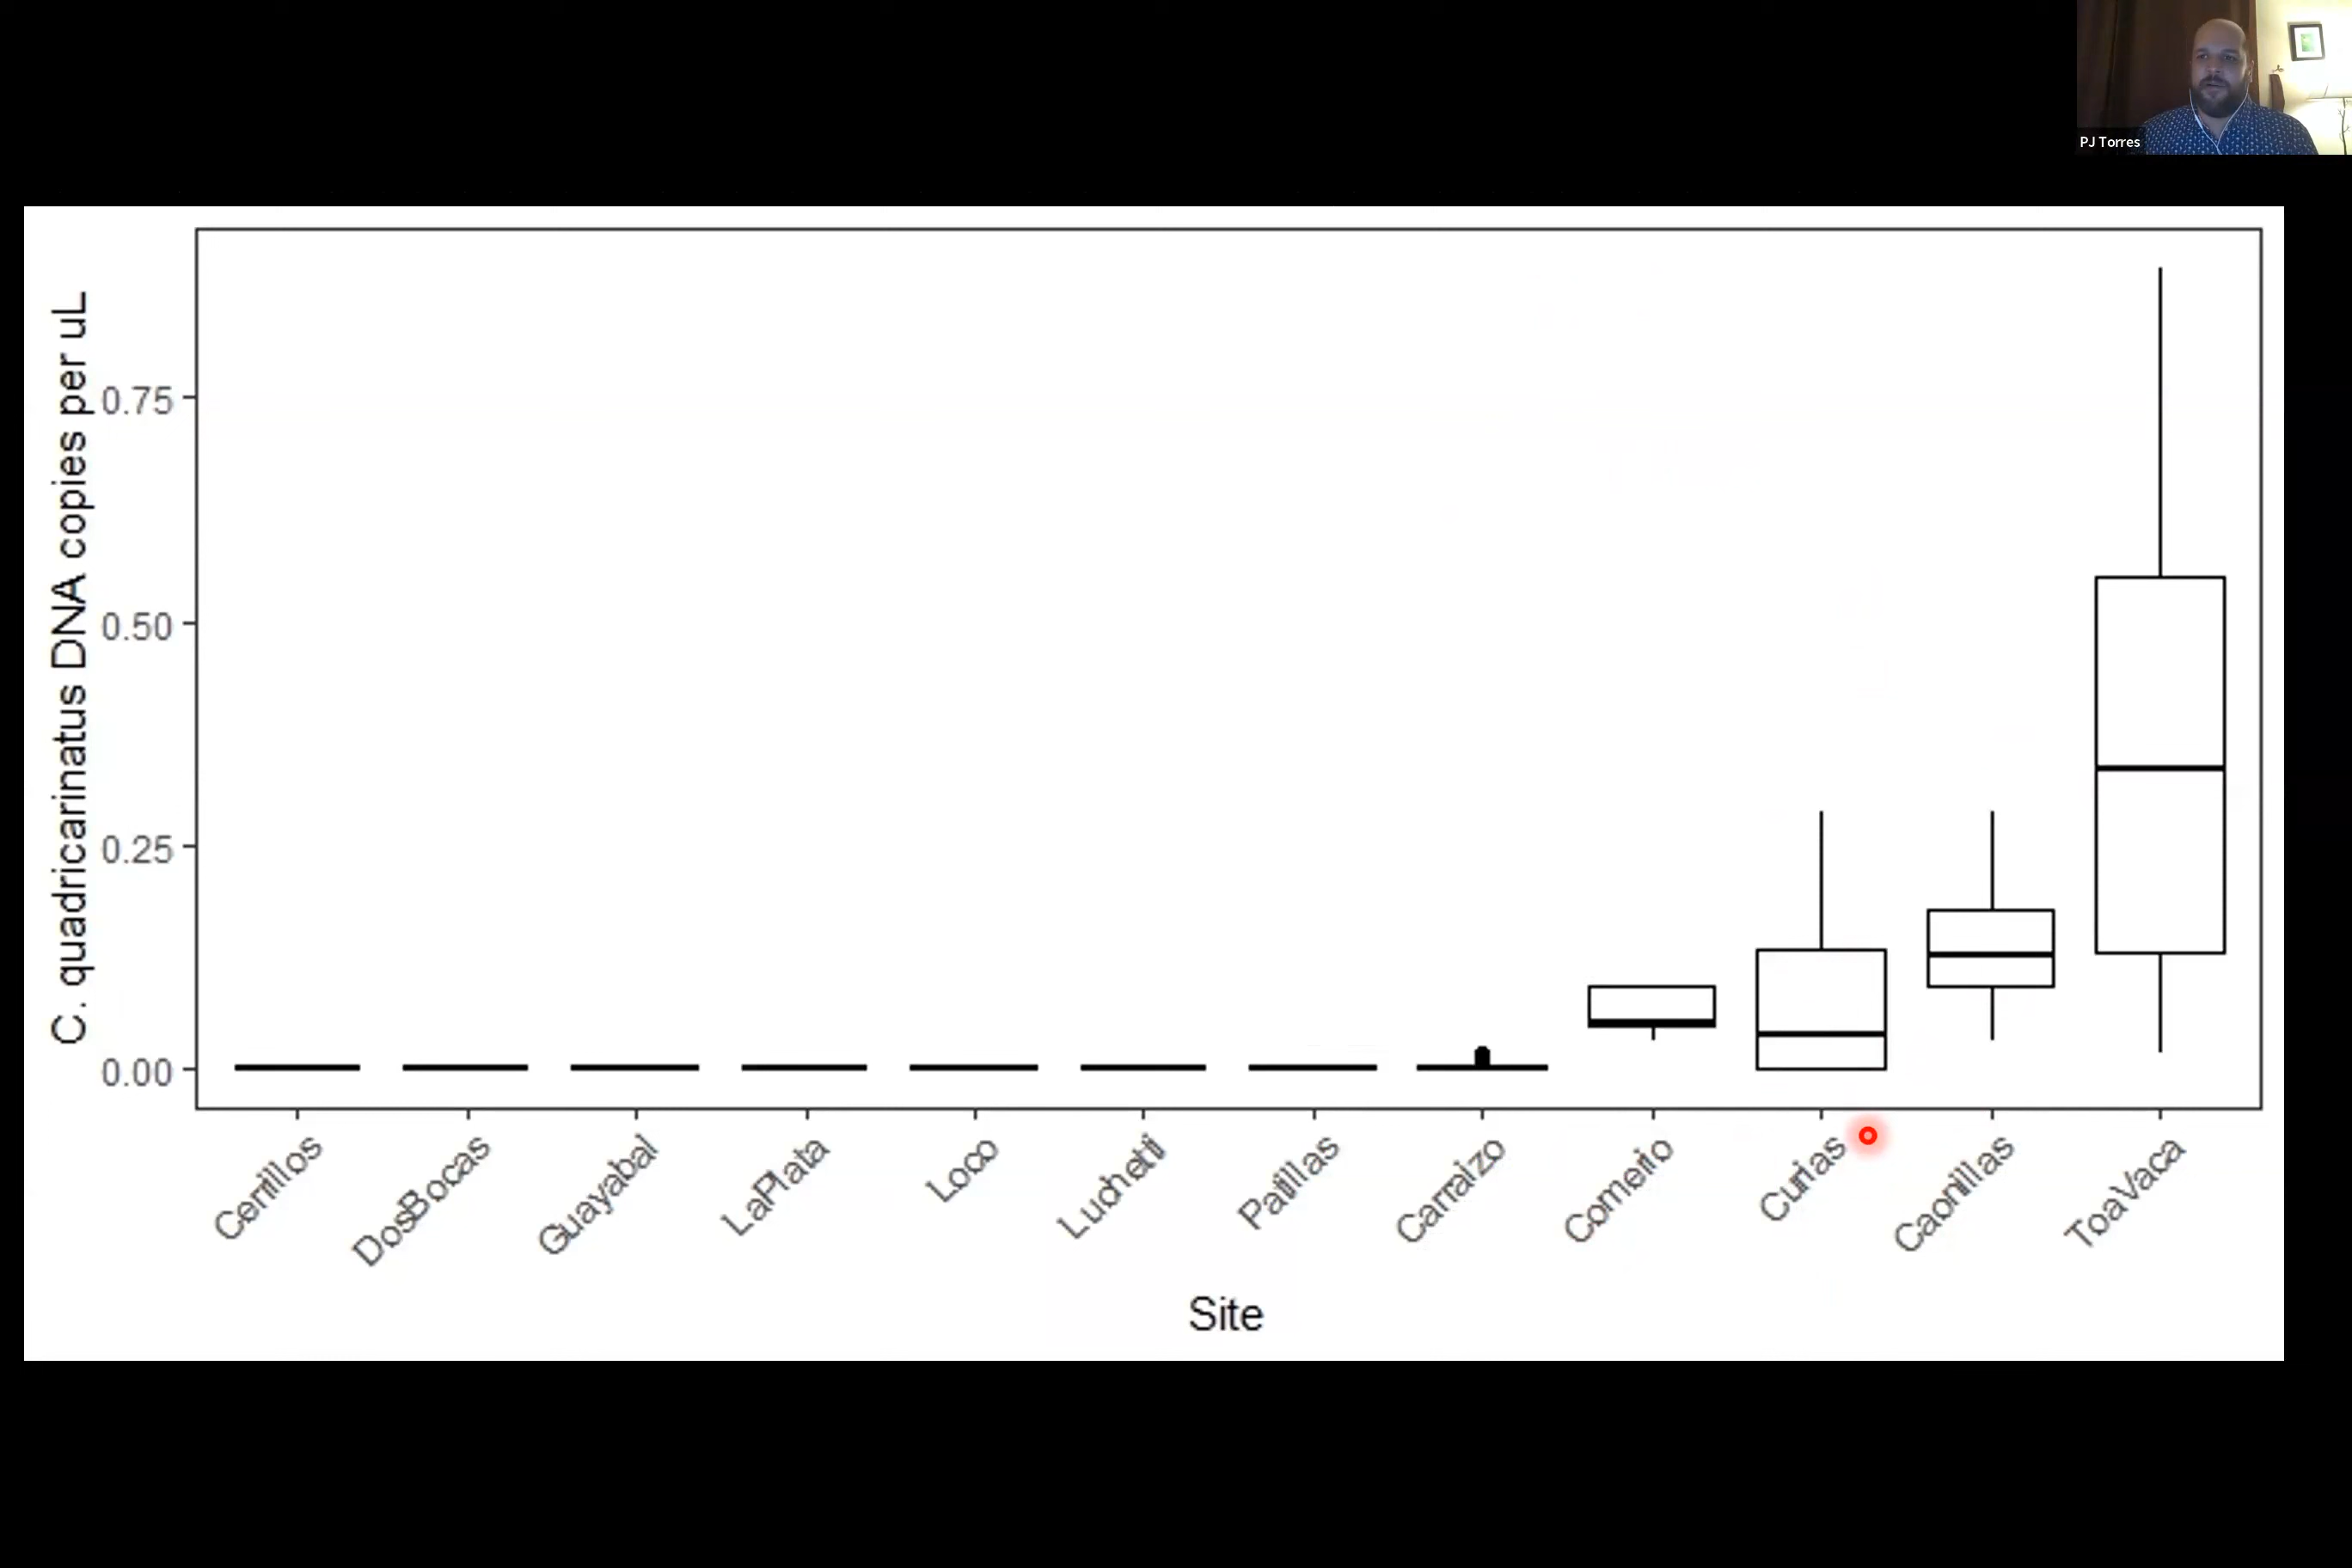 PJ Torres
C. quadricarinatus DNA copies per uL
0.75
0.50
0.25
0.00
Cerrillos
DosBocas
Guayabal
LaPlata
Loco
Luchetti
Patillas
Carraizo
Comerio
Curias
Caonillas
ToaVaca
Site